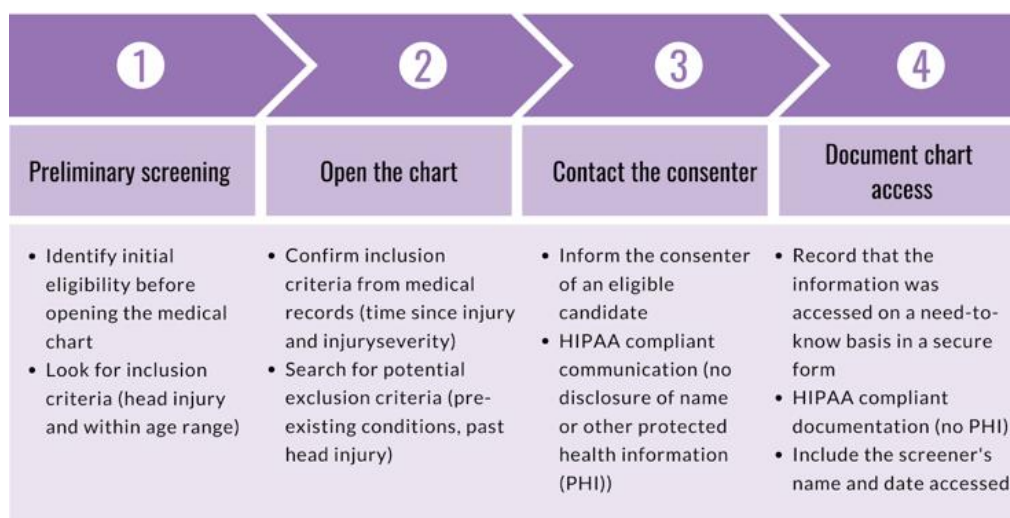 1
2
3
4
Preliminary screening
Open the chart
Contact the consenter
Document chart
access
• Identify initial
eligibility before
opening the medical
chart
• Look for inclusion
criteria (head injury
and within age range)
• Confirm inclusion
criteria from medical
records (time since injury
and injuryseverity)
• Search for potential
exclusion criteria (pre-
existing conditions, past
head injury)
• Inform the consenter
of an eligible
candidate
• HIPAA compliant
communication (no
disclosure of name
or other protected
health information
(PHI))
• Record that the
information was
accessed on a need-to-
know basis in a secure
form
• HIPAA compliant
documentation (no PHI)
• Include the screener's
name and date accessed